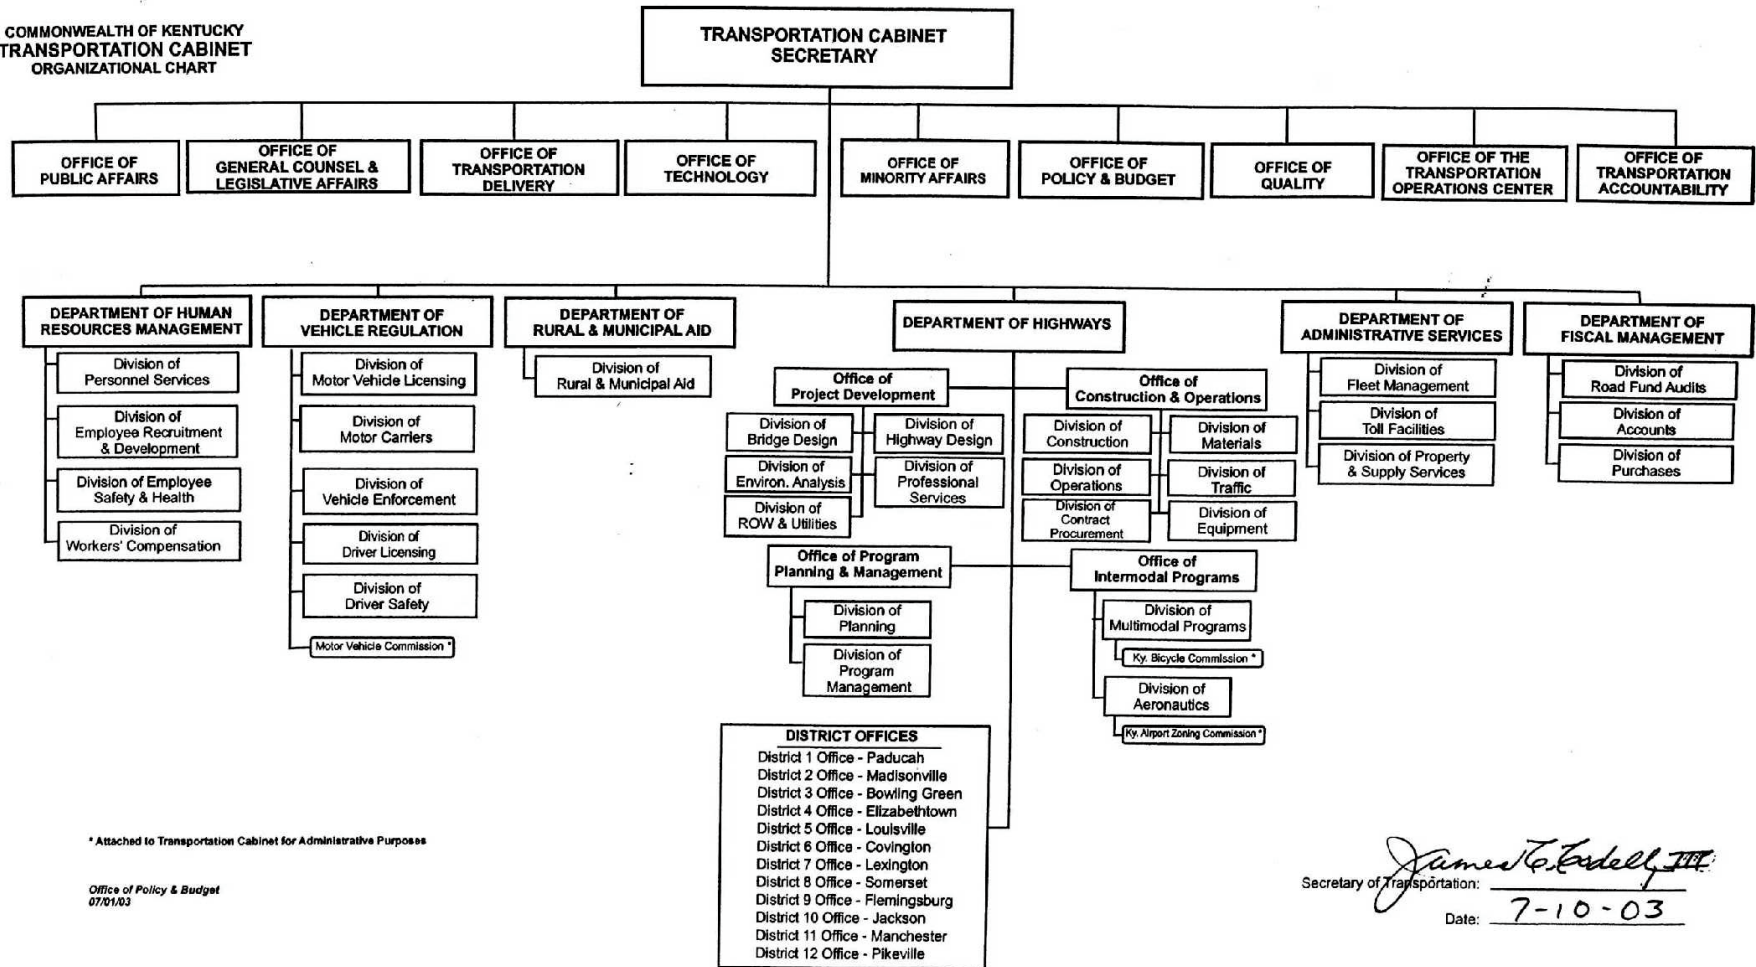 COMMONWEALTH OF KENTUCKY
TRANSPORTATION CABINET
ORGANIZATIONAL CHART
TRANSPORTATION CABINET
SECRETARY
OFFICE OF
PUBLIC AFFAIRS
OFFICE OF
GENERAL COUNSEL &
LEGISLATIVE AFFAIRS
OFFICE OF
TRANSPORTATION
DELIVERY
OFFICE OF
TECHNOLOGY
OFFICE OF
MINORITY AFFAIRS
OFFICE OF
POLICY & BUDGET
OFFICE OF
QUALITY
OFFICE OF THE
TRANSPORTATION
OPERATIONS CENTER
OFFICE OF
TRANSPORTATION
ACCOUNTABILITY
DEPARTMENT OF HUMAN
RESOURCES MANAGEMENT
Division of
Personnel Services
Division of
Employee Recruitment
& Development
Division of Employee
Safety & Health
Division of
Workers' Compensation
DEPARTMENT OF
VEHICLE REGULATION
Division of
Motor Vehicle Licensing
Division of
Motor Carriers
Division of
Vehicle Enforcement
Division of
Driver Licensing
Division of
Driver Safety
Motor Vehicle Commission *
DEPARTMENT OF
RURAL & MUNICIPAL AID
Division of
Rural & Municipal Aid
DEPARTMENT OF HIGHWAYS
Office of
Project Development
Division of
Bridge Design
Division of
Highway Design
Division of
Environ. Analysis
Division of
Professional
Services
Division of
ROW & Utilities
Office of
Construction & Operations
Division of
Construction
Division of
Materials
Division of
Operations
Division of
Traffic
Division of
Contract
Procurement
Division of
Equipment
Office of Program
Planning & Management
Division of
Planning
Division of
Program
Management
Office of
Intermodal Programs
Division of
Multimodal Programs
Ky. Bicycle Commission *
Division of
Aeronautics
Ky. Airport Zoning Commission *
DISTRICT OFFICES
District 1 Office - Paducah
District 2 Office - Madisonville
District 3 Office - Bowling Green
District 4 Office - Elizabethtown
District 5 Office - Louisville
District 6 Office - Covington
District 7 Office - Lexington
District 8 Office - Somerset
District 9 Office - Flemingsburg
District 10 Office - Jackson
District 11 Office - Manchester
District 12 Office - Pikeville
DEPARTMENT OF
ADMINISTRATIVE SERVICES
Division of
Fleet Management
Division of
Toll Facilities
Division of Property
& Supply Services
DEPARTMENT OF
FISCAL MANAGEMENT
Division of
Road Fund Audits
Division of
Accounts
Division of
Purchases
* Attached to Transportation Cabinet for Administrative Purposes
Office of Policy & Budget
07/01/03
Secretary of Transportation: James C. Codell, III
Date: 7-10-03